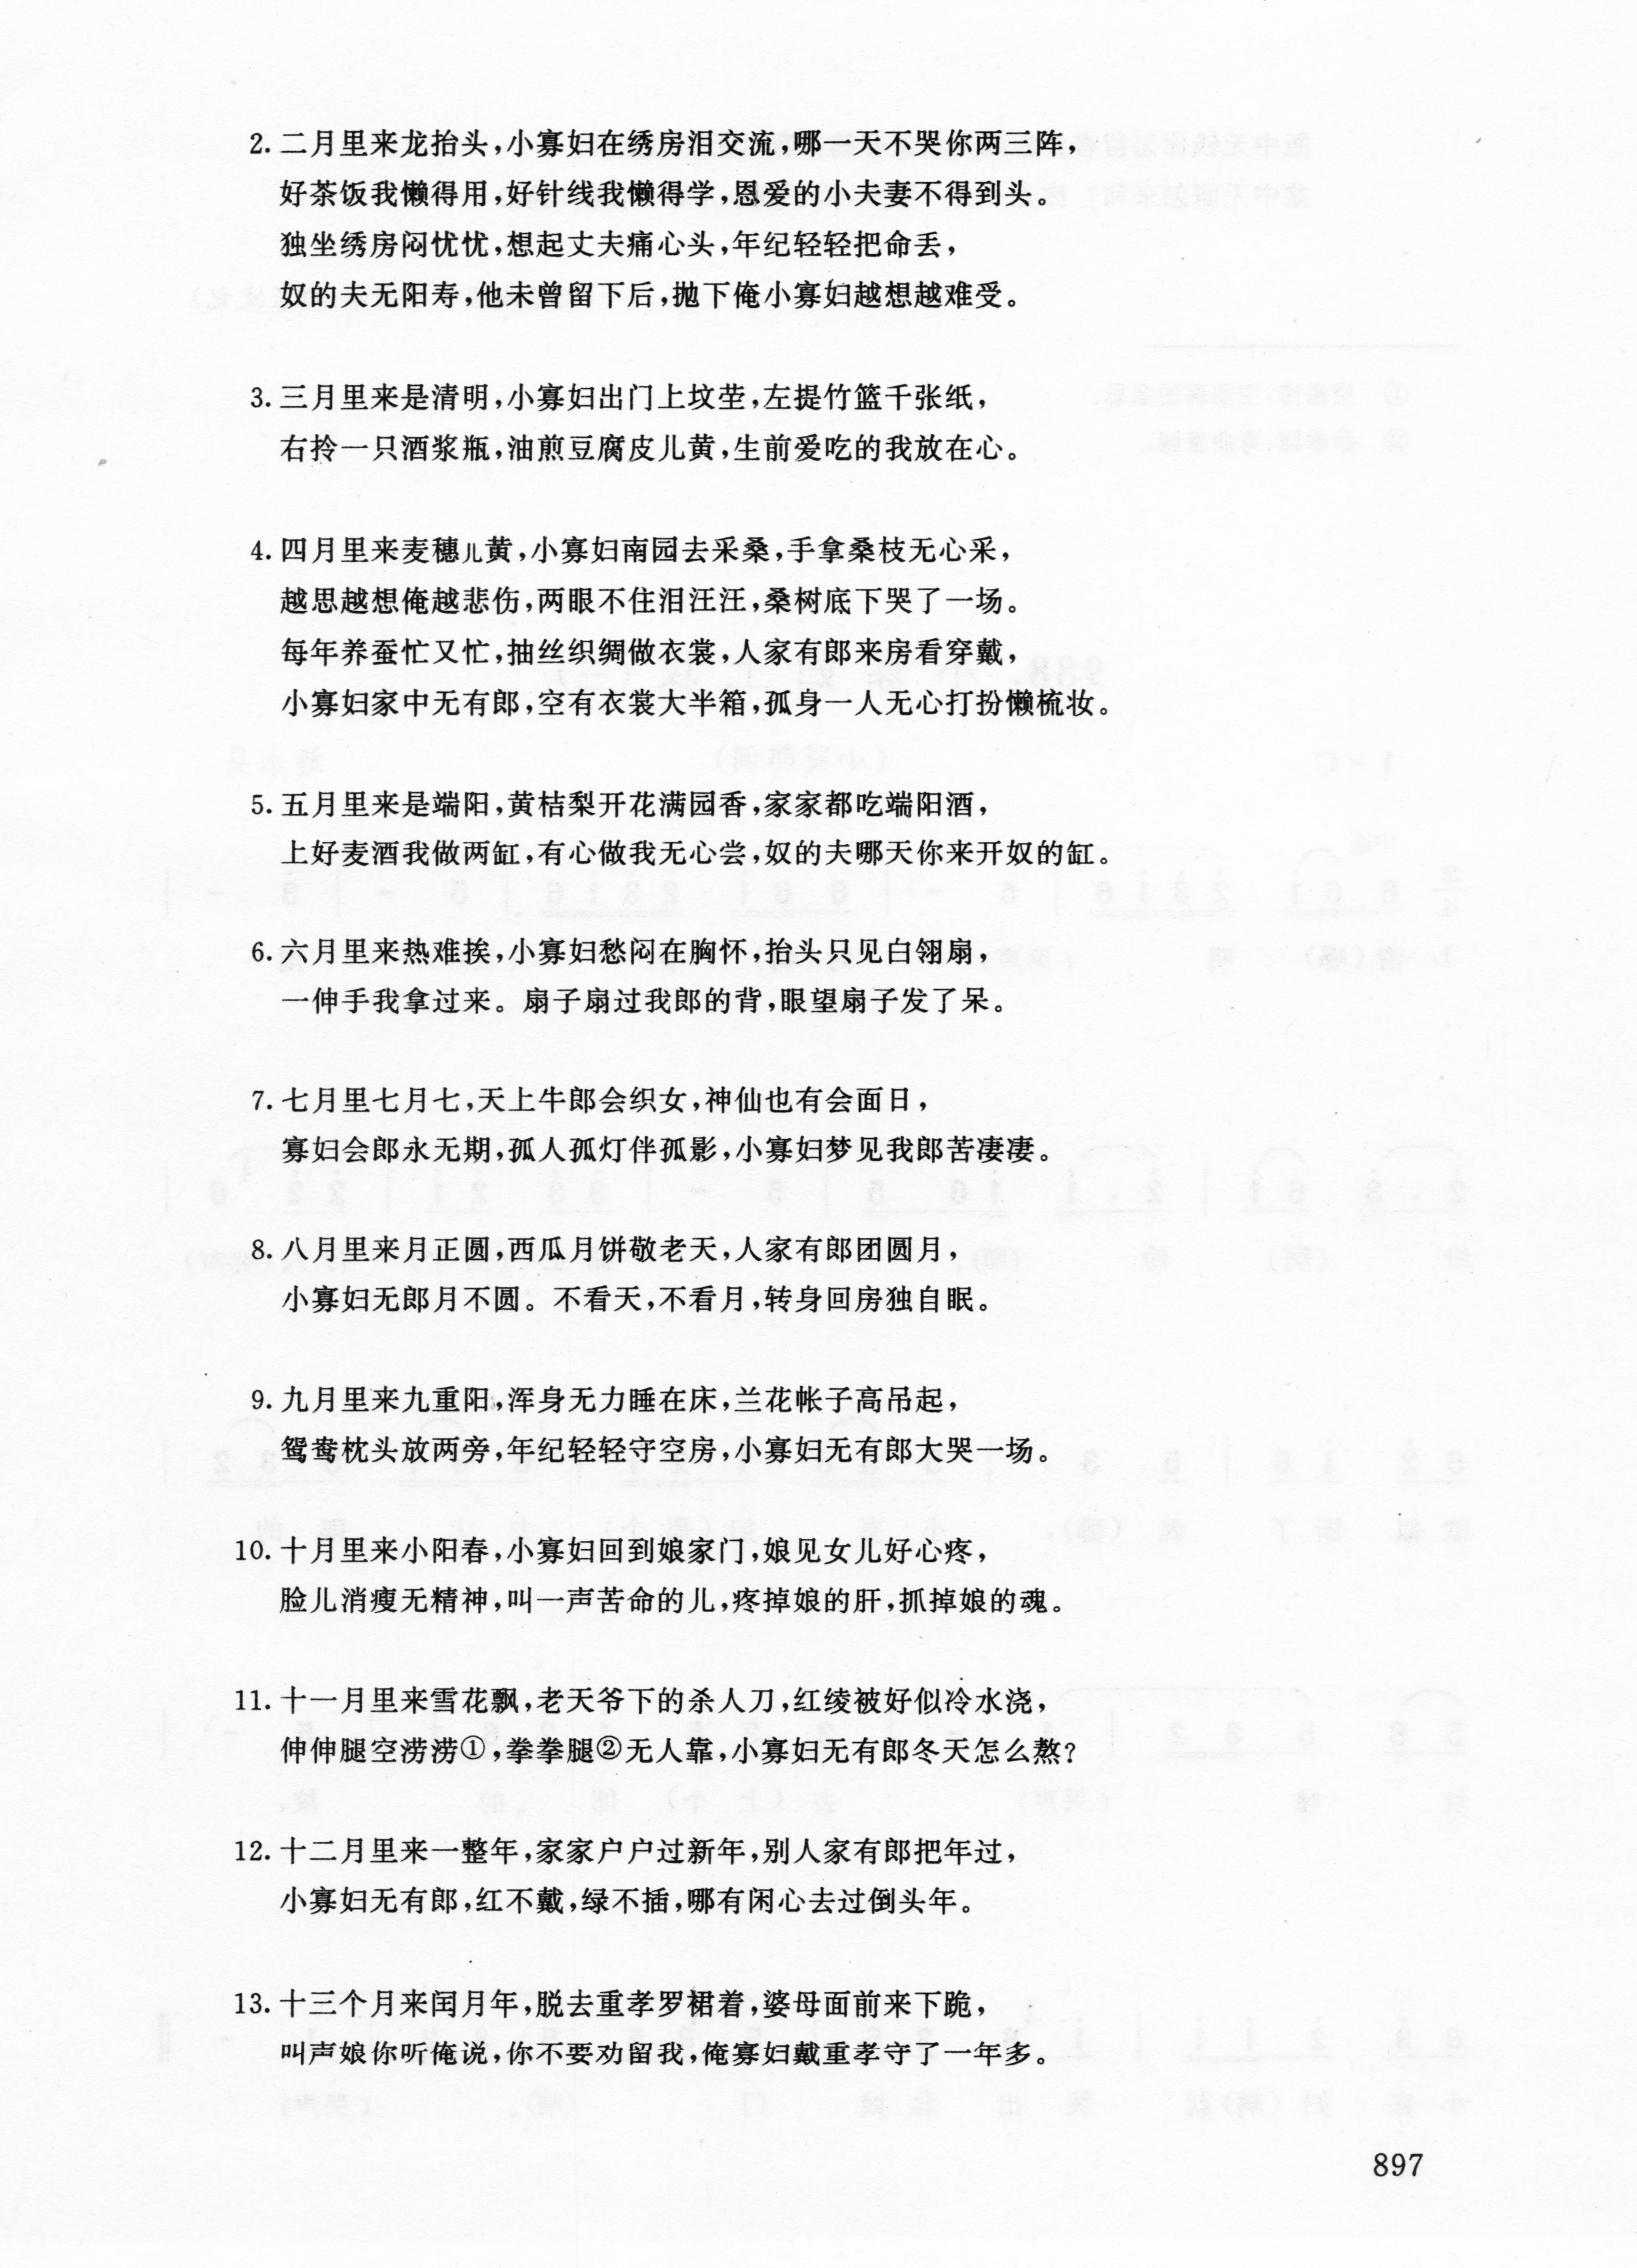 2. 二月里来龙抬头,小寡妇在绣房泪交流,哪一天不哭你两三阵,
好茶饭我懒得用,好针线我懒得学,恩爱的小夫妻不得到头。
独坐绣房闷忧忧,想起丈夫痛心头,年纪轻轻把命丢,
奴的夫无阳寿,他未曾留下后,抛下俺小寡妇越想越难受。
3. 三月里来是清明,小寡妇出门上坟茔,左提竹篮千张纸,
右拎一只酒浆瓶,油煎豆腐皮儿黄,生前爱吃的我放在心。
4. 四月里来麦穗儿黄,小寡妇南园去采桑,手拿桑枝无心采,
越思越想俺越悲伤,两眼不住泪汪汪,桑树底下哭了一场。
每年养蚕忙又忙,抽丝织绸做衣裳,人家有郎来房看穿戴,
小寡妇家中无有郎,空有衣裳大半箱,孤身一人无心打扮懒梳妆。
5. 五月里来是端阳,黄桔梨开花满园香,家家都吃端阳酒,
上好麦酒我做两缸,有心做我无心尝,奴的夫哪天你来开奴的缸。
6. 六月里来热难挨,小寡妇愁闷在胸怀,抬头只见白翎扇,
一伸手我拿过来。扇子扇过我郎的背,眼望扇子发了呆。
7. 七月里七月七,天上牛郎会织女,神仙也有会面日,
寡妇会郎永无期,孤人孤灯伴孤影,小寡妇梦见我郎苦凄凄。
8. 八月里来月正圆,西瓜月饼敬老天,人家有郎团圆月,
小寡妇无郎月不圆。不看天,不看月,转身回房独自眠。
9. 九月里来九重阳,浑身无力睡在床,兰花帐子高吊起,
鸳鸯枕头放两旁,年纪轻轻守空房,小寡妇无有郎大哭一场。
10. 十月里来小阳春,小寡妇回到娘家门,娘见女儿好心疼,
脸儿消瘦无精神,叫一声苦命的儿,疼掉娘的肝,抓掉娘的魂。
11. 十一月里来雪花飘,老天爷下的杀人刀,红绫被好似冷水浇,
伸伸腿空涝涝①,拳拳腿②无人靠,小寡妇无有郎冬天怎么熬?
12. 十二月里来一整年,家家户户过新年,别人家有郎把年过,
小寡妇无有郎,红不戴,绿不插,哪有闲心去过倒头年。
13. 十三个月来闰月年,脱去重孝罗裙着,婆母面前来下跪,
叫声娘你听俺说,你不要劝留我,俺寡妇戴重孝守了一年多。
897